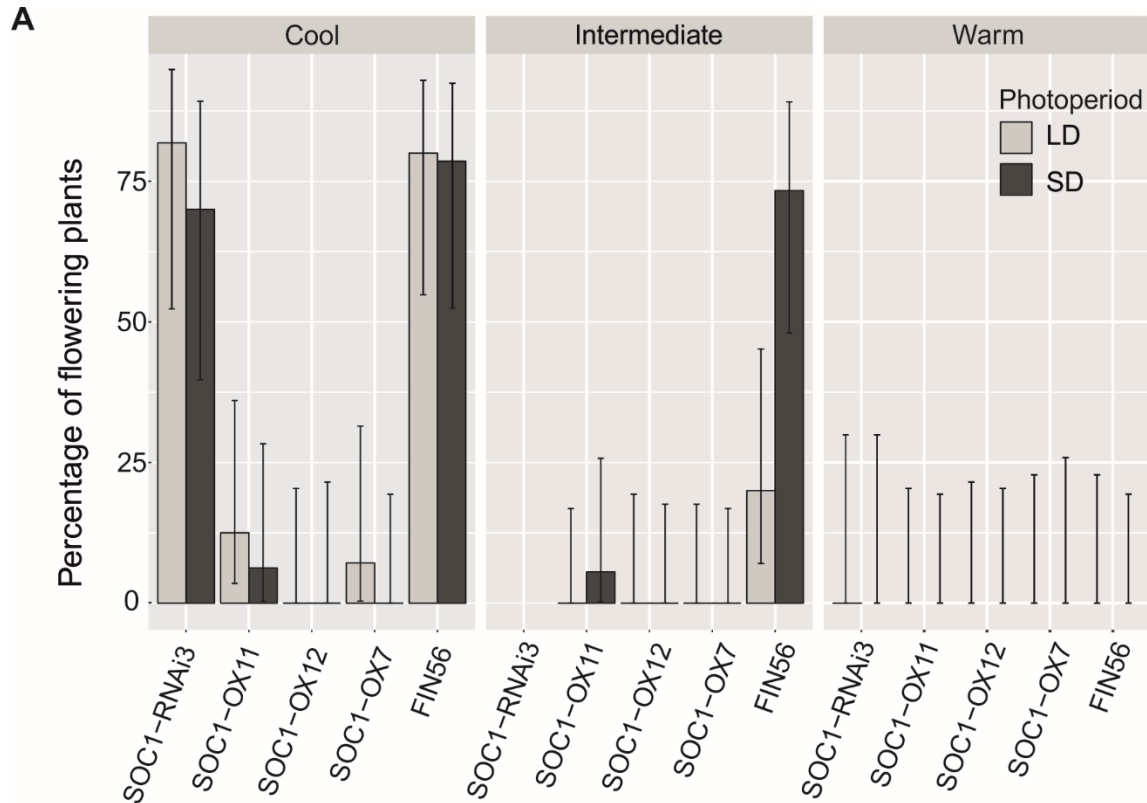 A
Cool
Intermediate
Warm
Percentage of flowering plants
75
50
25
0
Photoperiod
LD
SD
SOC1−RNAi3
SOC1−OX11
SOC1−OX12
SOC1−OX7
FIN56
SOC1−RNAi3
SOC1−OX11
SOC1−OX12
SOC1−OX7
FIN56
SOC1−RNAi3
SOC1−OX11
SOC1−OX12
SOC1−OX7
FIN56